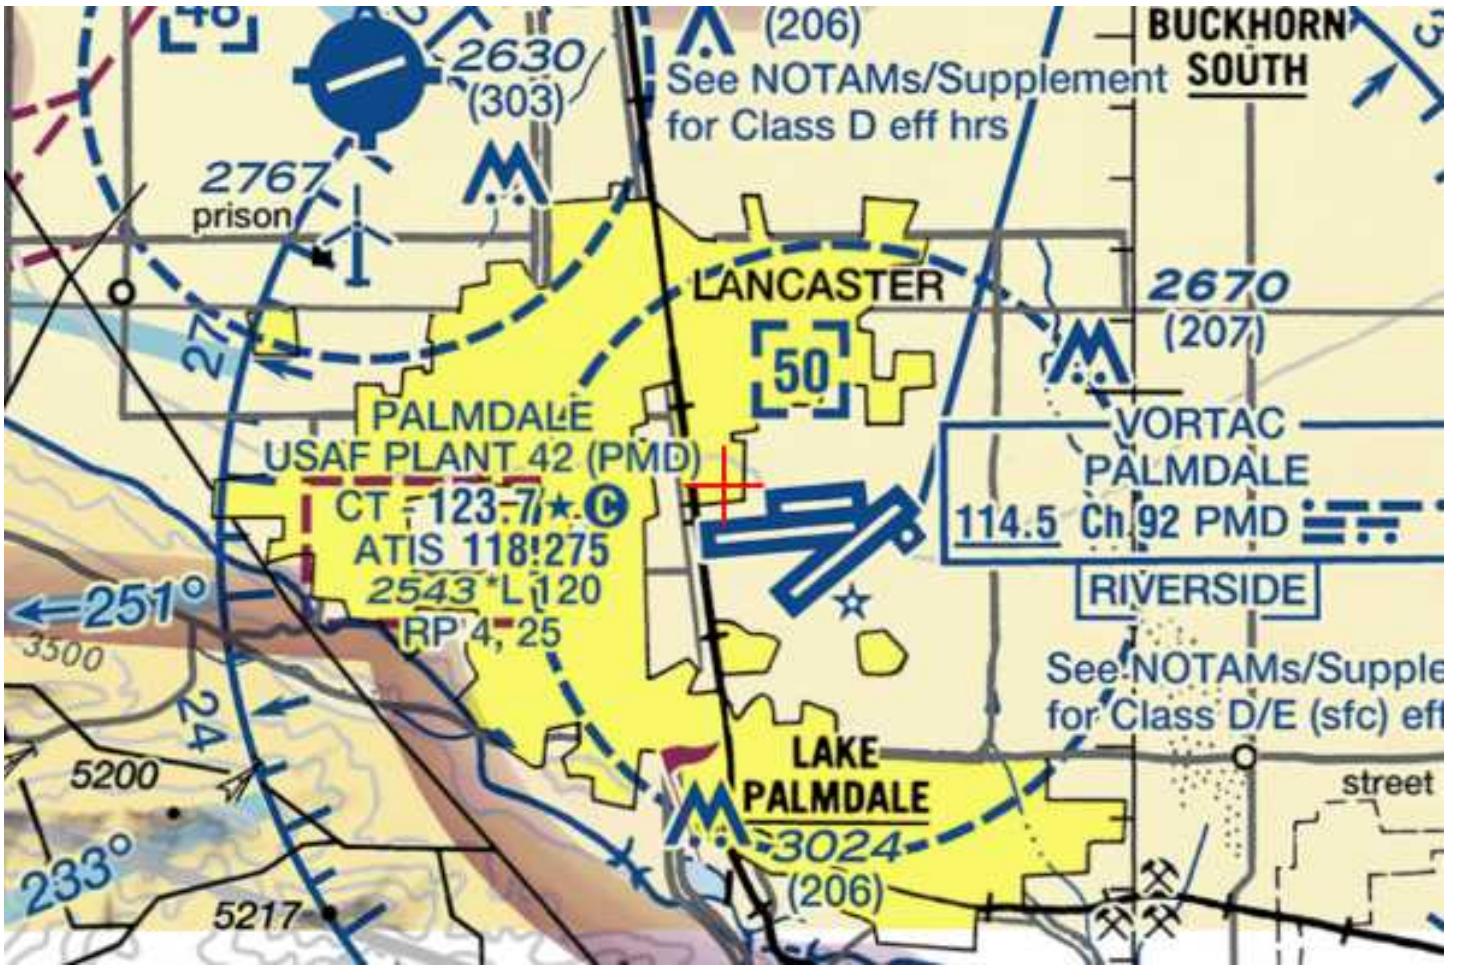 48
2630
(303)
(206)
See NOTAMs/Supplement
for Class D eff hrs
BUCKHORN
SOUTH
2767
prison
27
LANCASTER
50
2670
(207)
PALMDALE
USAF PLANT 42 (PMD)
CT - 123.7 ★ C
ATIS 118.275
2543 *L 120
RP 4, 25
VORTAC
PALMDALE
114.5 Ch 92 PMD
RIVERSIDE
See NOTAMs/Supple
for Class D/E (sfc) eff
251°
3500
24
5200
233°
5217
LAKE
PALMDALE
3024
(206)
street